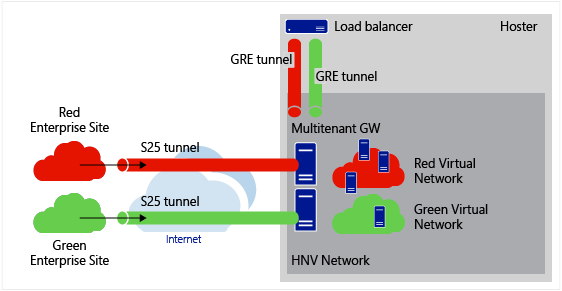 Load balancer
Hoster
GRE tunnel
GRE tunnel
Red
Enterprise Site
S25 tunnel
Multitenant GW
Red Virtual
Network
S25 tunnel
Green Virtual
Network
Internet
Green
Enterprise Site
HNV Network